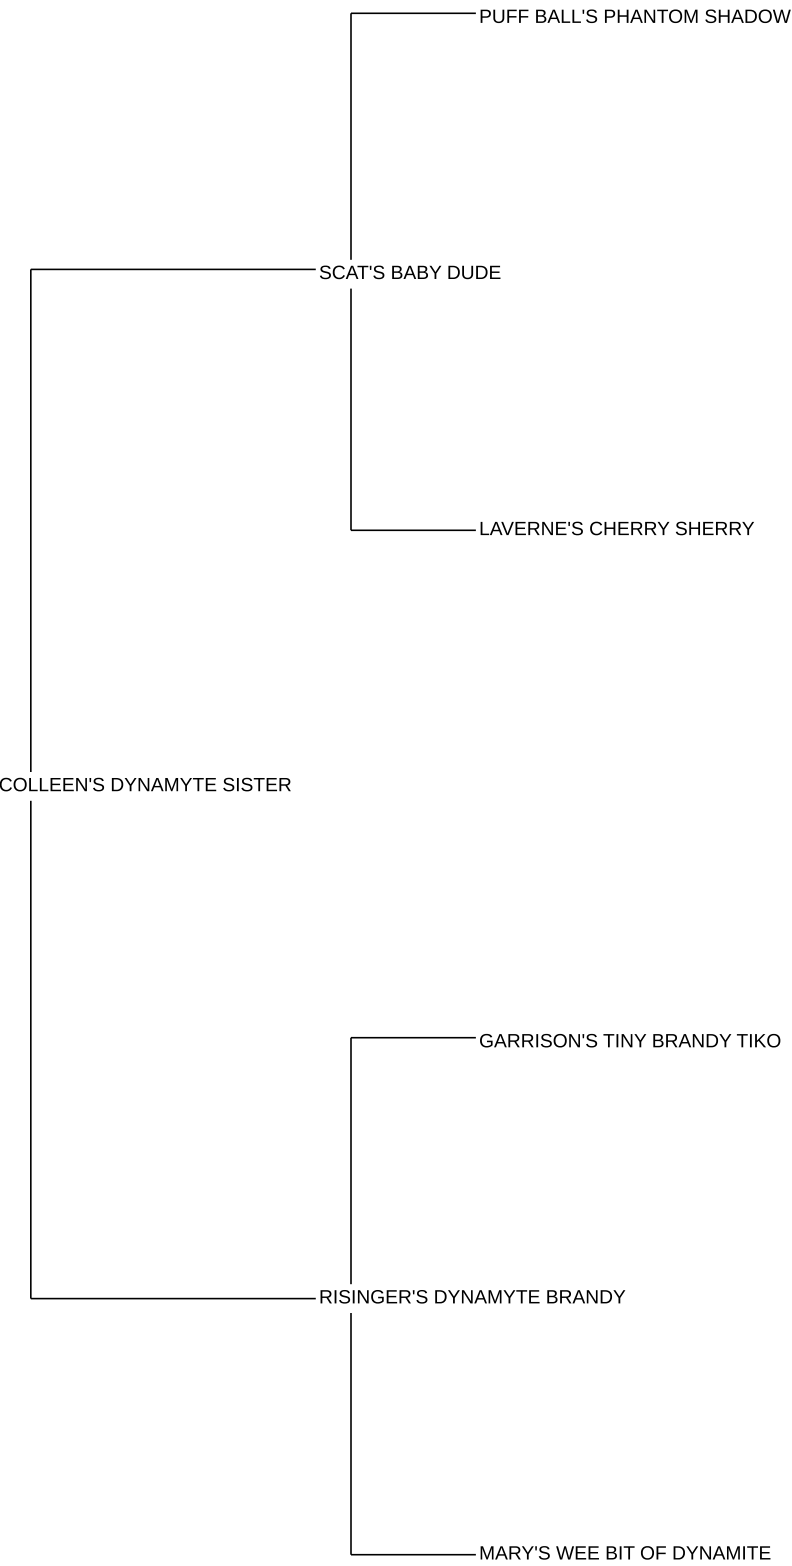 PUFF BALL'S PHANTOM SHADOW
SCAT'S BABY DUDE
LAVERNE'S CHERRY SHERRY
COLLEEN'S DYNAMYTE SISTER
GARRISON'S TINY BRANDY TIKO
RISINGER'S DYNAMYTE BRANDY
MARY'S WEE BIT OF DYNAMITE